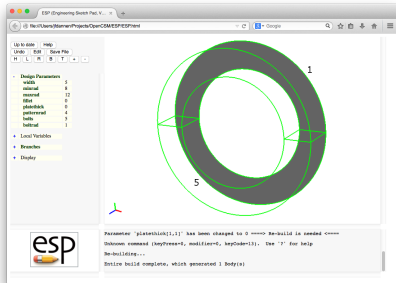 ESP (Engineering Sketch Pad, V...
file:///Users/jfdannen/Projects/OpenCSM/ESP/ESP.html
Google
Up to date Help
Undo Edit Save File
H L R B T + -
- Design Parameters
width 5
minrad 8
maxrad 12
fillet 0
platethick 0
patternrad 4
bolts 5
boltrad 1
+ Local Variables
+ Branches
+ Display
1
5
esp
Parameter 'platethick[1,1]' has been changed to 0 ====> Re-build is needed <====
Unknown command (keyPress=0, modifier=0, keyCode=13). Use '?' for help
Re-building...
Entire build complete, which generated 1 Body(s)